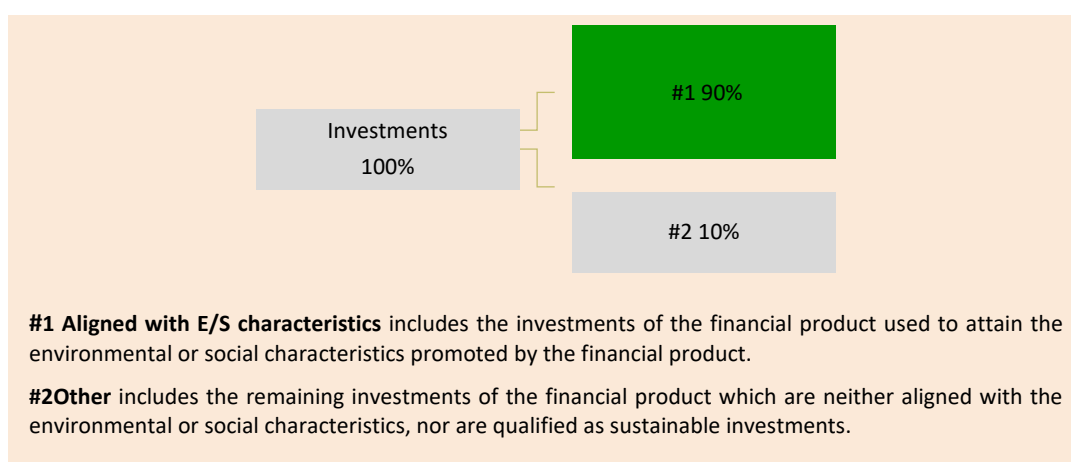 #1 90%
Investments
100%
#2 10%
#1 Aligned with E/S characteristics includes the investments of the financial product used to attain the
environmental or social characteristics promoted by the financial product.
#2Other includes the remaining investments of the financial product which are neither aligned with the
environmental or social characteristics, nor are qualified as sustainable investments.